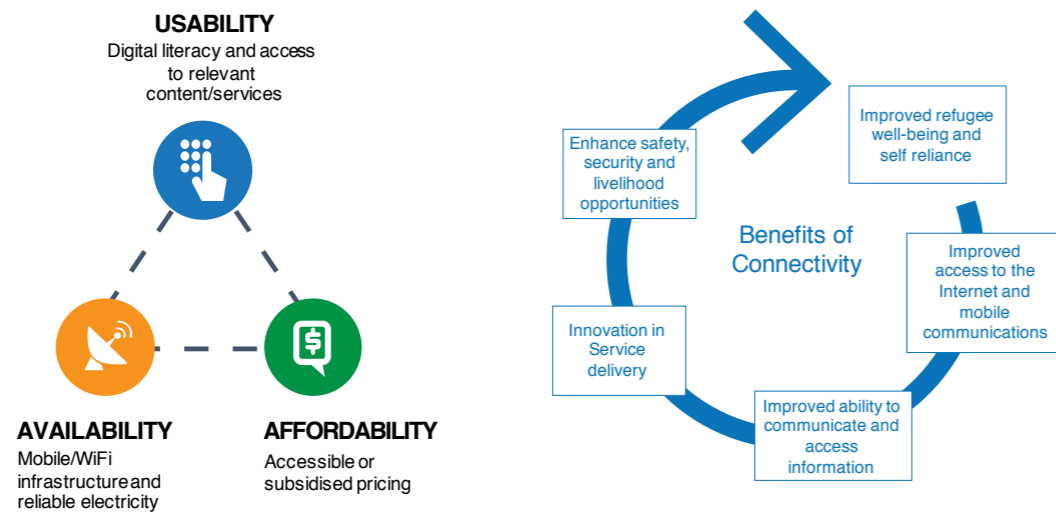 USABILITY
Digital literacy and access
to relevant
content/services
AVAILABILITY
Mobile/WiFi
infrastructure and
reliable electricity
AFFORDABILITY
Accessible or
subsidised pricing
Benefits of
Connectivity
Improved refugee
well-being and
self reliance
Improved
access to the
Internet and
mobile
communications
Improved ability to
communicate and
access
information
Innovation in
Service
delivery
Enhance safety,
security and
livelihood
opportunities